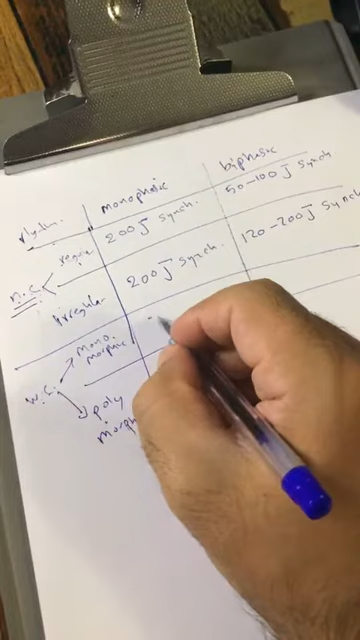 rhythm. monophasic biphasic
n.c. regular 200 J synch. 50-100 J synch
irregular 200 J synch. 120-200 J synch
w.c. mono morphic
poly morph